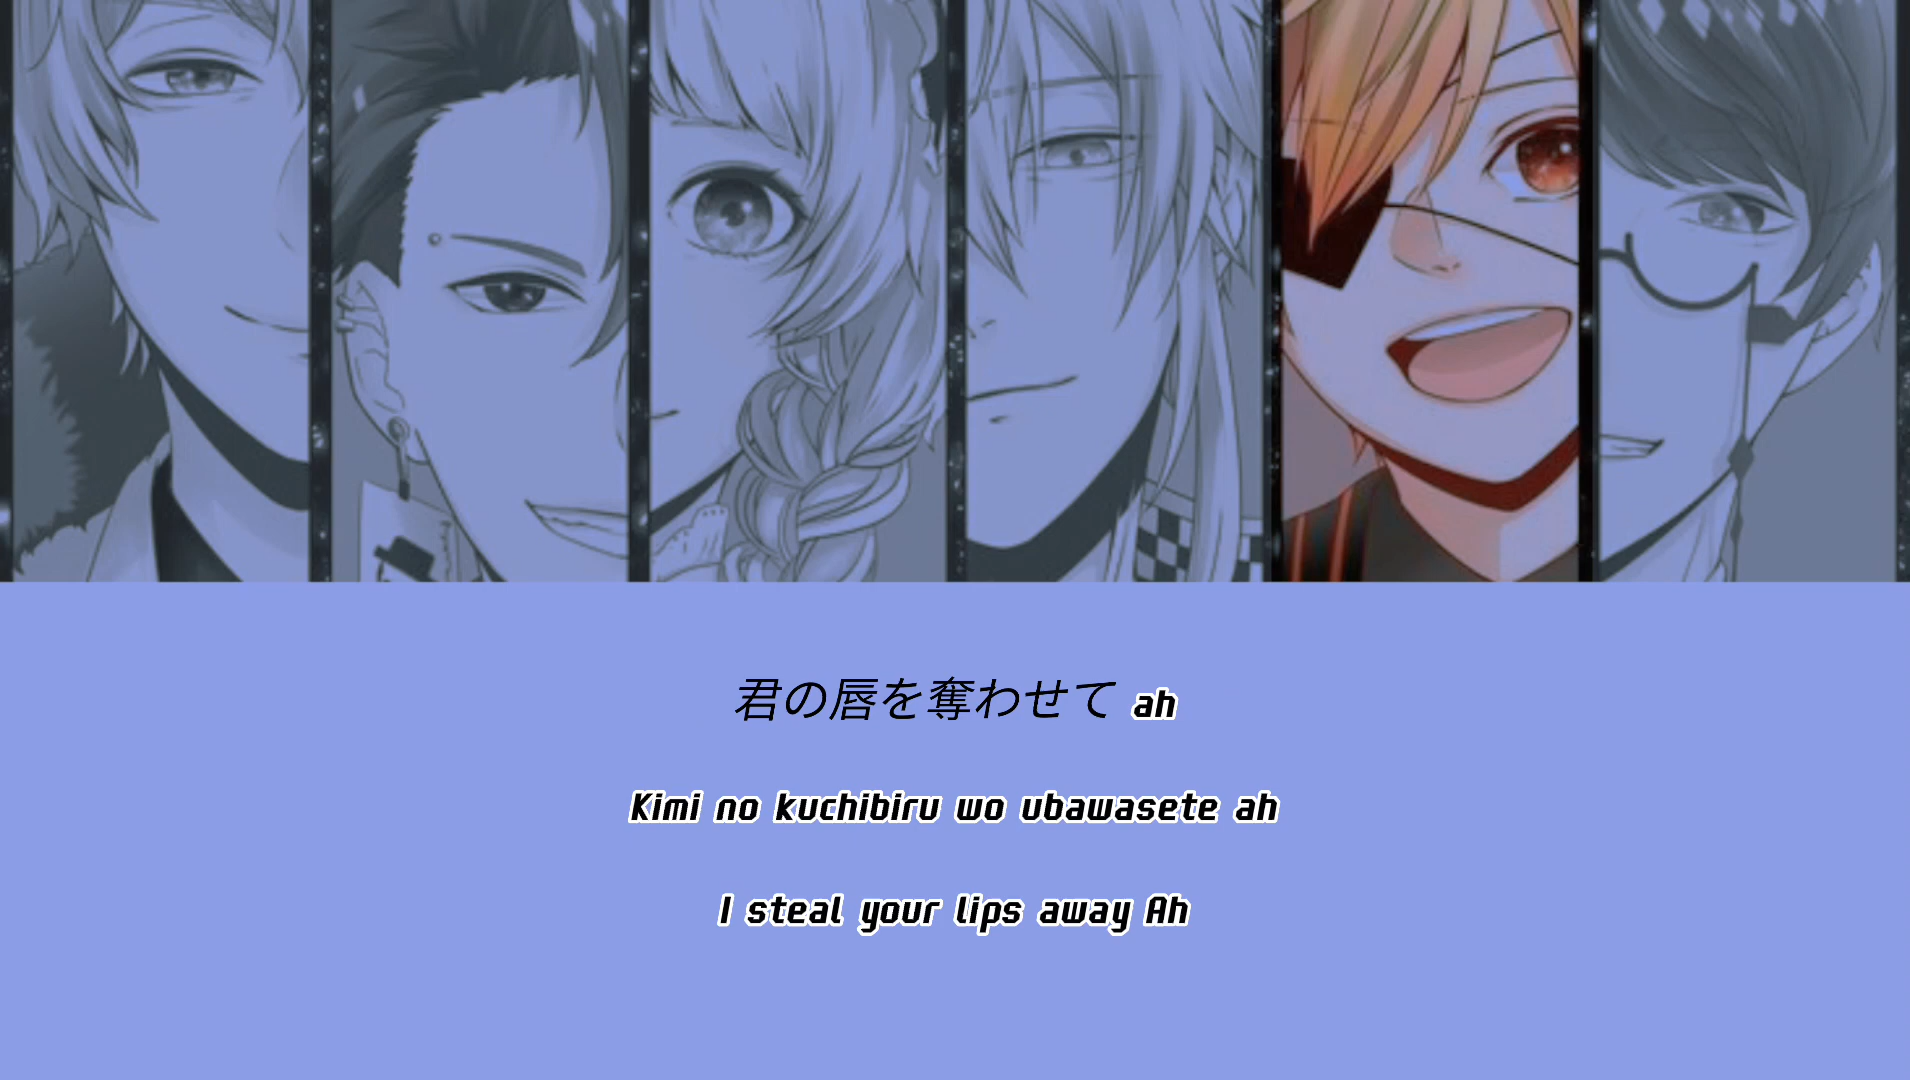 君の唇を奪わせて ah
Kimi no kuchibiru wo ubawasete ah
I steal your lips away Ah